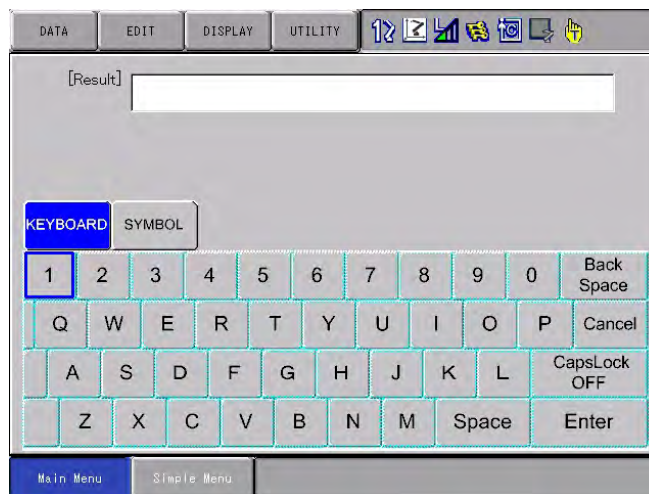 DATA EDIT DISPLAY UTILITY
[Result]
KEYBOARD SYMBOL
1 2 3 4 5 6 7 8 9 0 Back Space
Q W E R T Y U I O P Cancel
A S D F G H J K L CapsLock OFF
Z X C V B N M Space Enter
Main Menu Simple Menu